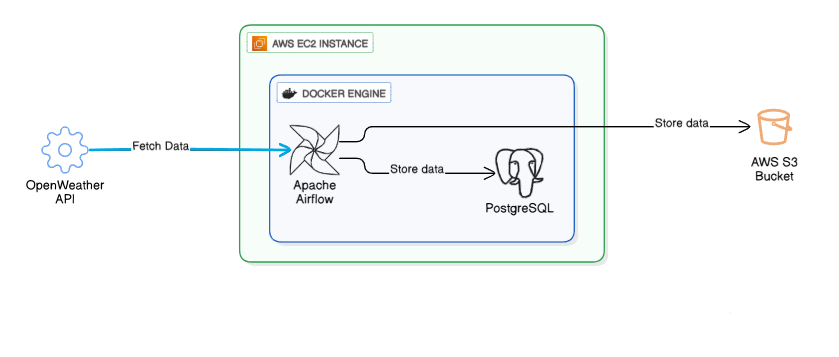 AWS EC2 INSTANCE
DOCKER ENGINE
Store data
Fetch Data
Store data
OpenWeather
API
Apache
Airflow
PostgreSQL
AWS S3
Bucket